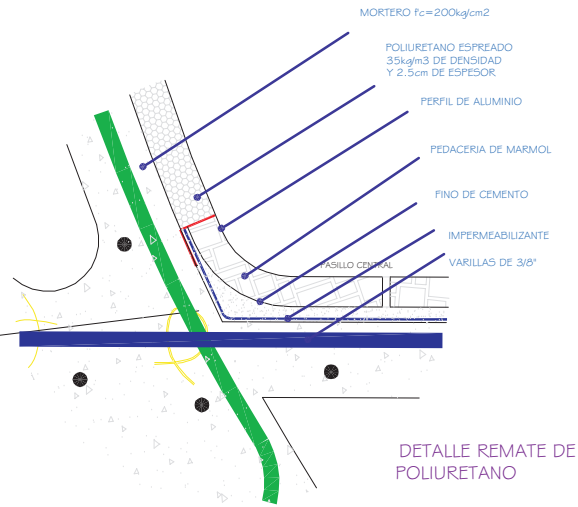 MORTERO f'c=200kg/cm2
POLIURETANO ESPREADO
35kg/m3 DE DENSIDAD
Y 2.5cm DE ESPESOR
PERFIL DE ALUMINIO
PEDACERIA DE MARMOL
FINO DE CEMENTO
IMPERMEABILIZANTE
PASILLO CENTRAL
VARILLAS DE 3/8"
DETALLE REMATE DE
POLIURETANO